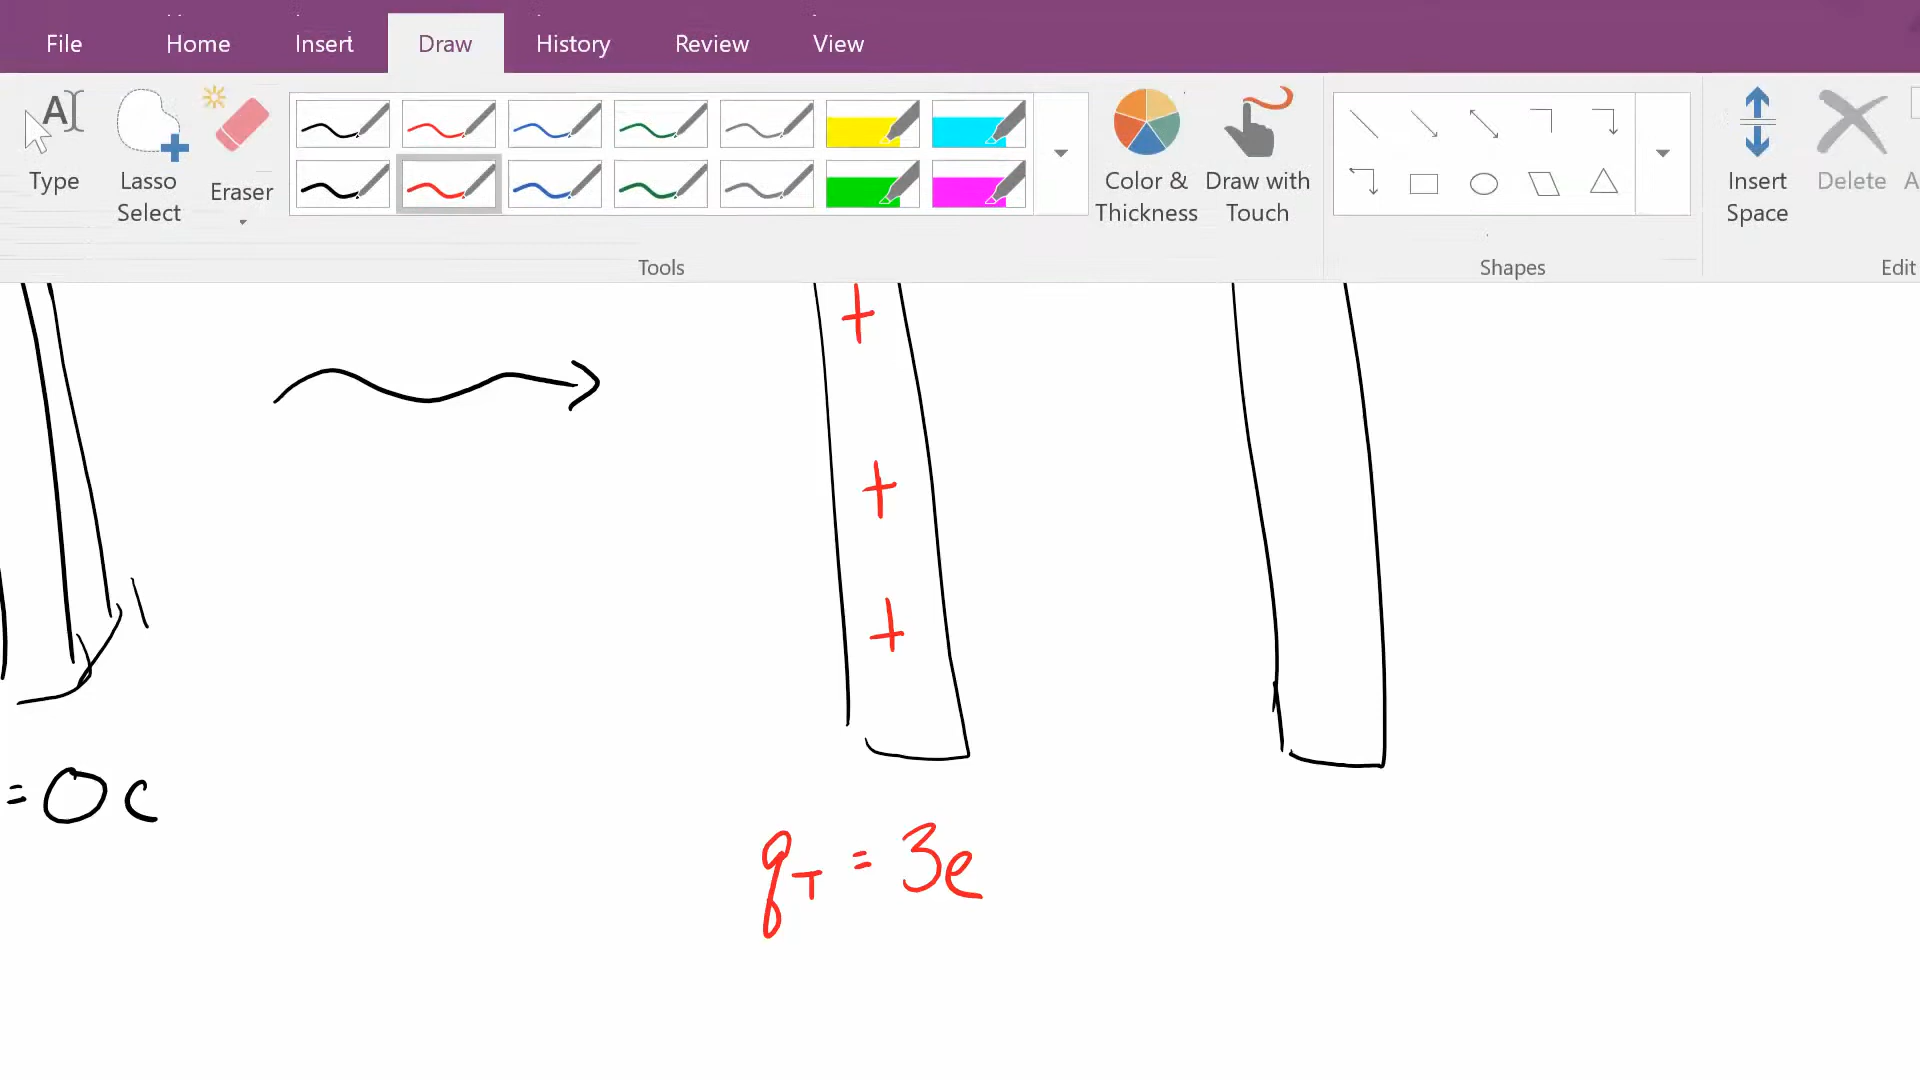 File Home Insert Draw History Review View
Type
Lasso Select
Eraser
Color & Thickness
Draw with Touch
Insert Space
Delete
Tools
Shapes
Edit
+
+
+
= 0 c
q_T = 3e